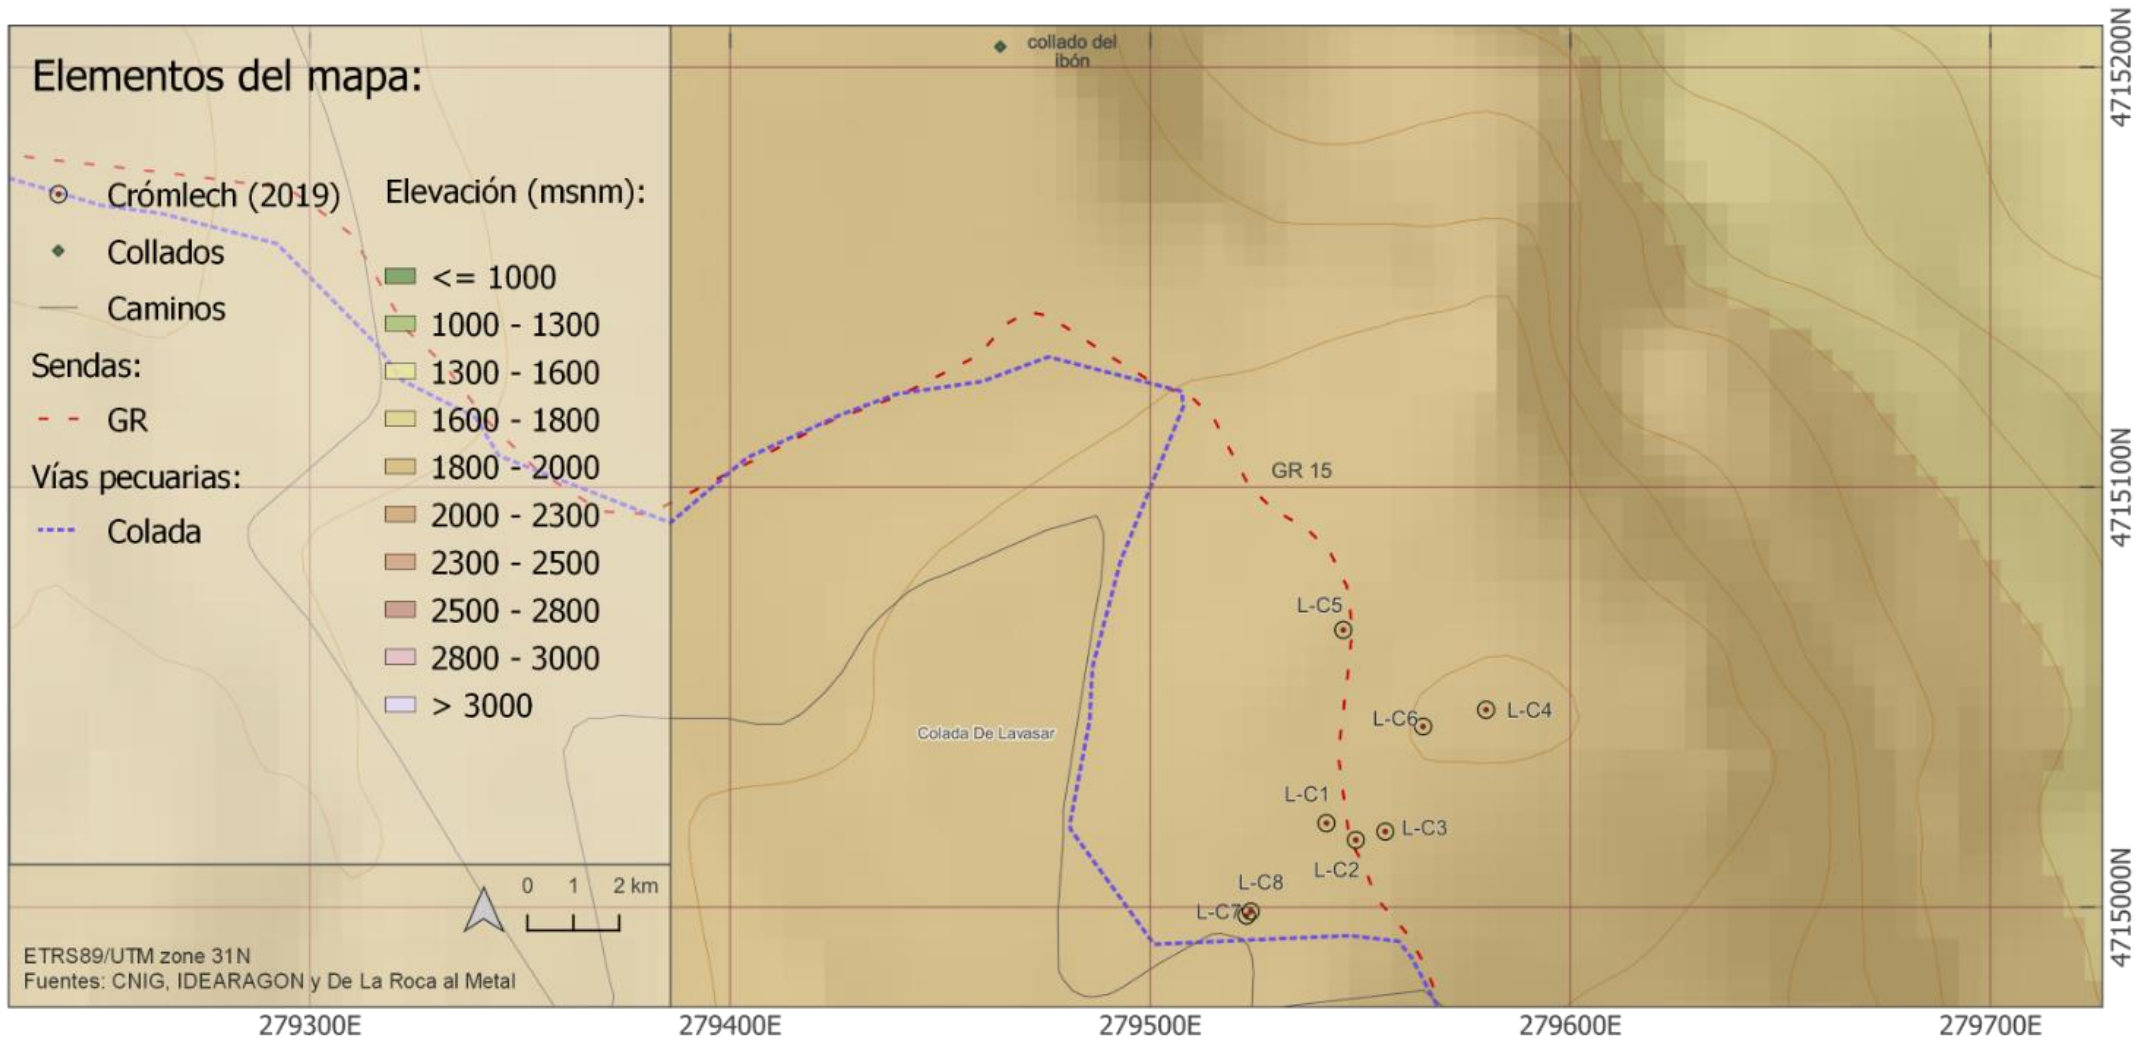 Elementos del mapa:
Crómlech (2019)
Collados
Caminos
Sendas:
GR
Vías pecuarias:
Colada
Elevación (msnm):
<= 1000
1000 - 1300
1300 - 1600
1600 - 1800
1800 - 2000
2000 - 2300
2300 - 2500
2500 - 2800
2800 - 3000
> 3000
0 1 2 km
ETRS89/UTM zone 31N
Fuentes: CNIG, IDEARAGON y De La Roca al Metal
collado del
ibón
GR 15
L-C5
L-C6
L-C4
Colada De Lavasar
L-C1
L-C3
L-C2
L-C8
L-C7
4715200N
4715100N
4715000N
279300E
279400E
279500E
279600E
279700E